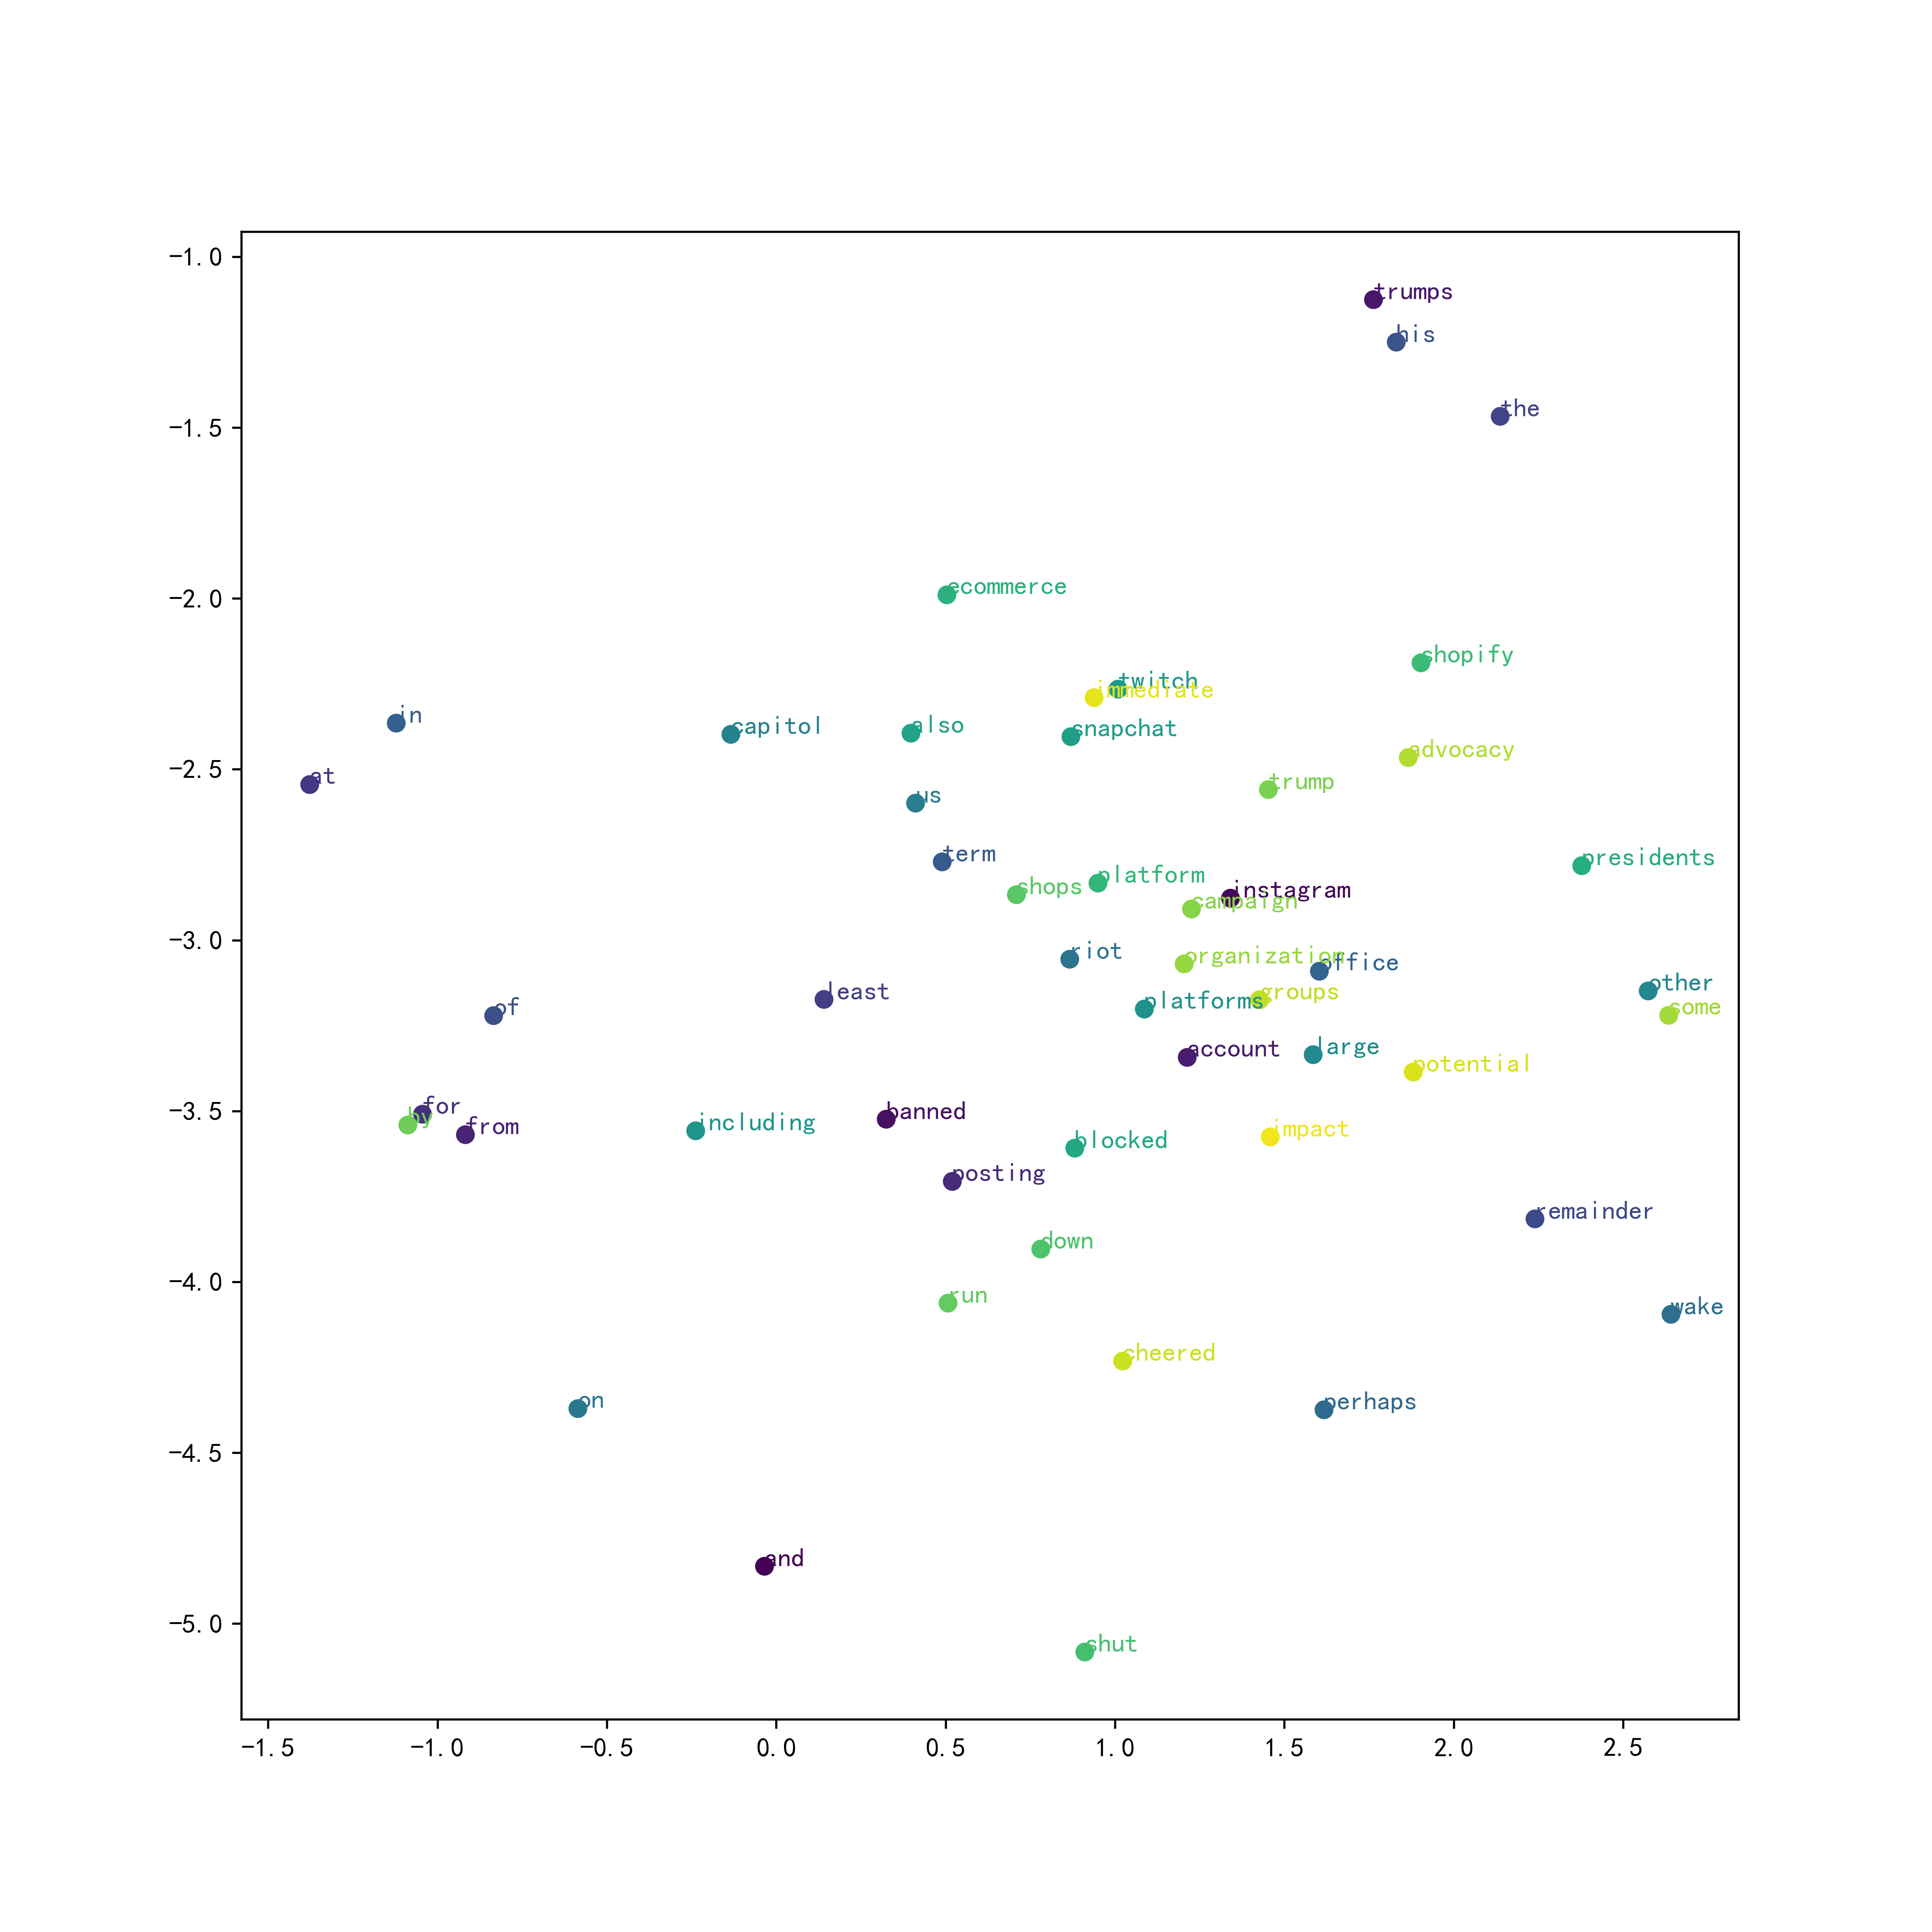 -1.0
trumps
his
the
-1.5
ecommerce
-2.0
shopify
twitch
immediate
in
capitol
also
snapchat
advocacy
-2.5
at
trump
us
term
presidents
platform
shops
instagram
campaign
-3.0
riot
organization
office
other
least
groups
platforms
some
of
account
large
potential
-3.5
for
by
from
banned
including
impact
blocked
posting
remainder
down
-4.0
run
wake
cheered
on
perhaps
-4.5
and
-5.0
shut
-1.5 -1.0 -0.5 0.0 0.5 1.0 1.5 2.0 2.5